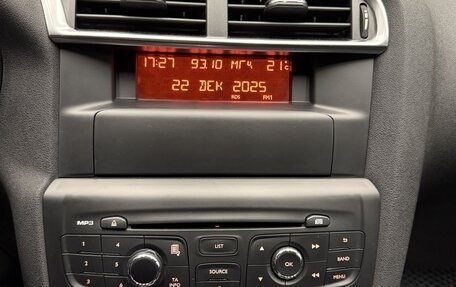 17:27 93.10 МГц 21
22 ДЕК 2025
RDS FM1
MP3
1 4
2 5
3 6
TA
INFO
LIST
SOURCE
OK
BAND
MENU